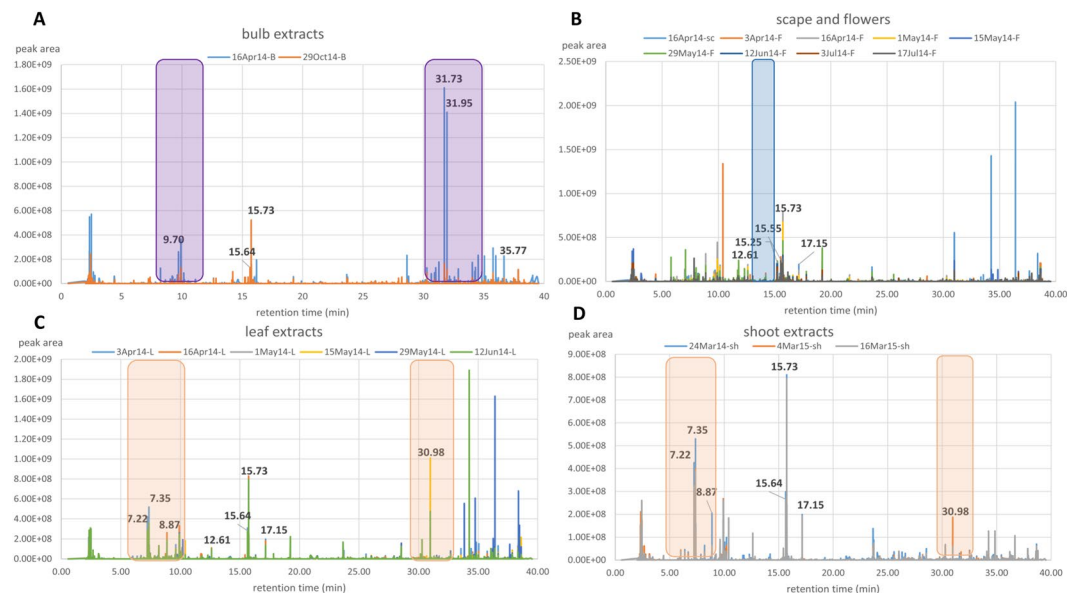 A
bulb extracts
peak area
16Apr14-B 29Oct14-B
1.80E+09
1.60E+09
1.40E+09
1.20E+09
1.00E+09
8.00E+08
6.00E+08
4.00E+08
2.00E+08
0.00E+00
31.73
31.95
9.70
15.73
15.64
35.77
0 5.00 10.00 15.00 20.00 25.00 30.00 35.00 40.00
retention time (min)
B
scape and flowers
peak area
16Apr14-sc 3Apr14-F 16Apr14-F 1May14-F 15May14-F
29May14-F 12Jun14-F 3Jul14-F 17Jul14-F
2.50E+09
2.00E+09
1.50E+09
1.00E+09
5.00E+08
0.00E+00
15.73
15.55
15.25
17.15
12.61
0.00 5.00 10.00 15.00 20.00 25.00 30.00 35.00 40.00
retention time (min)
C
leaf extracts
peak area
3Apr14-L 16Apr14-L 1May14-L 15May14-L 29May14-L 12Jun14-L
2.00E+09
1.80E+09
1.60E+09
1.40E+09
1.20E+09
1.00E+09
8.00E+08
6.00E+08
4.00E+08
2.00E+08
0.00E+00
30.98
15.73
7.35
7.22
8.87
15.64
17.15
12.61
0.00 5.00 10.00 15.00 20.00 25.00 30.00 35.00 40.00
retention time (min)
D
shoot extracts
peak area
24Mar14-sh 4Mar15-sh 16Mar15-sh
9.00E+08
8.00E+08
7.00E+08
6.00E+08
5.00E+08
4.00E+08
3.00E+08
2.00E+08
1.00E+08
0.00E+00
15.73
7.35
7.22
15.64
8.87
17.15
30.98
0.00 5.00 10.00 15.00 20.00 25.00 30.00 35.00 40.00
retention time (min)